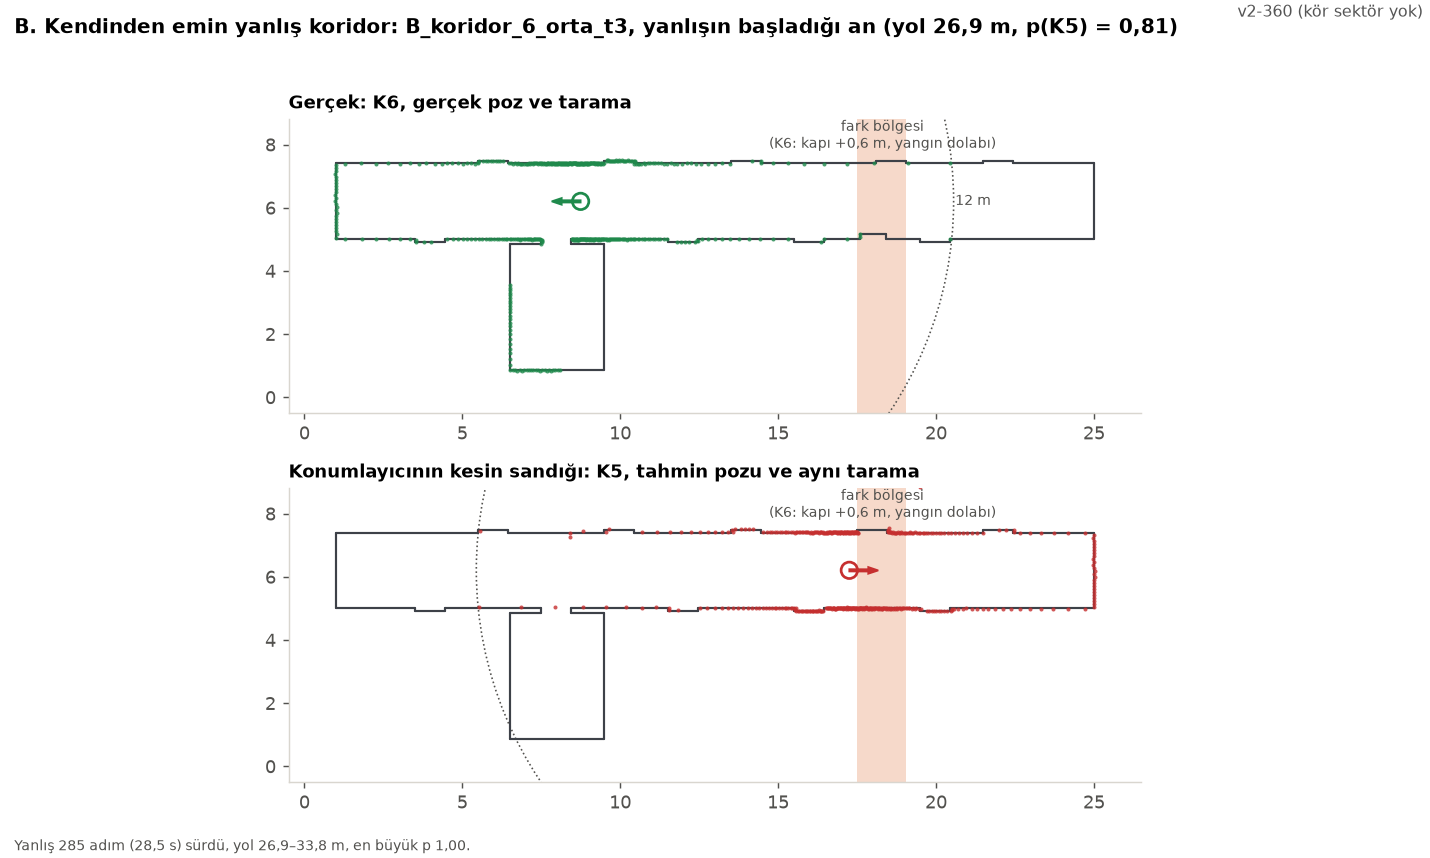 v2-360 (kör sektör yok)
B. Kendinden emin yanlış koridor: B_koridor_6_orta_t3, yanlışın başladığı an (yol 26,9 m, p(K5) = 0,81)
Gerçek: K6, gerçek poz ve tarama
fark bölgesi
(K6: kapı +0,6 m, yangın dolabı)
12 m
8
6
4
2
0
0 5 10 15 20 25
Konumlayıcının kesin sandığı: K5, tahmin pozu ve aynı tarama
fark bölgesi
(K6: kapı +0,6 m, yangın dolabı)
8
6
4
2
0
0 5 10 15 20 25
Yanlış 285 adım (28,5 s) sürdü, yol 26,9–33,8 m, en büyük p 1,00.